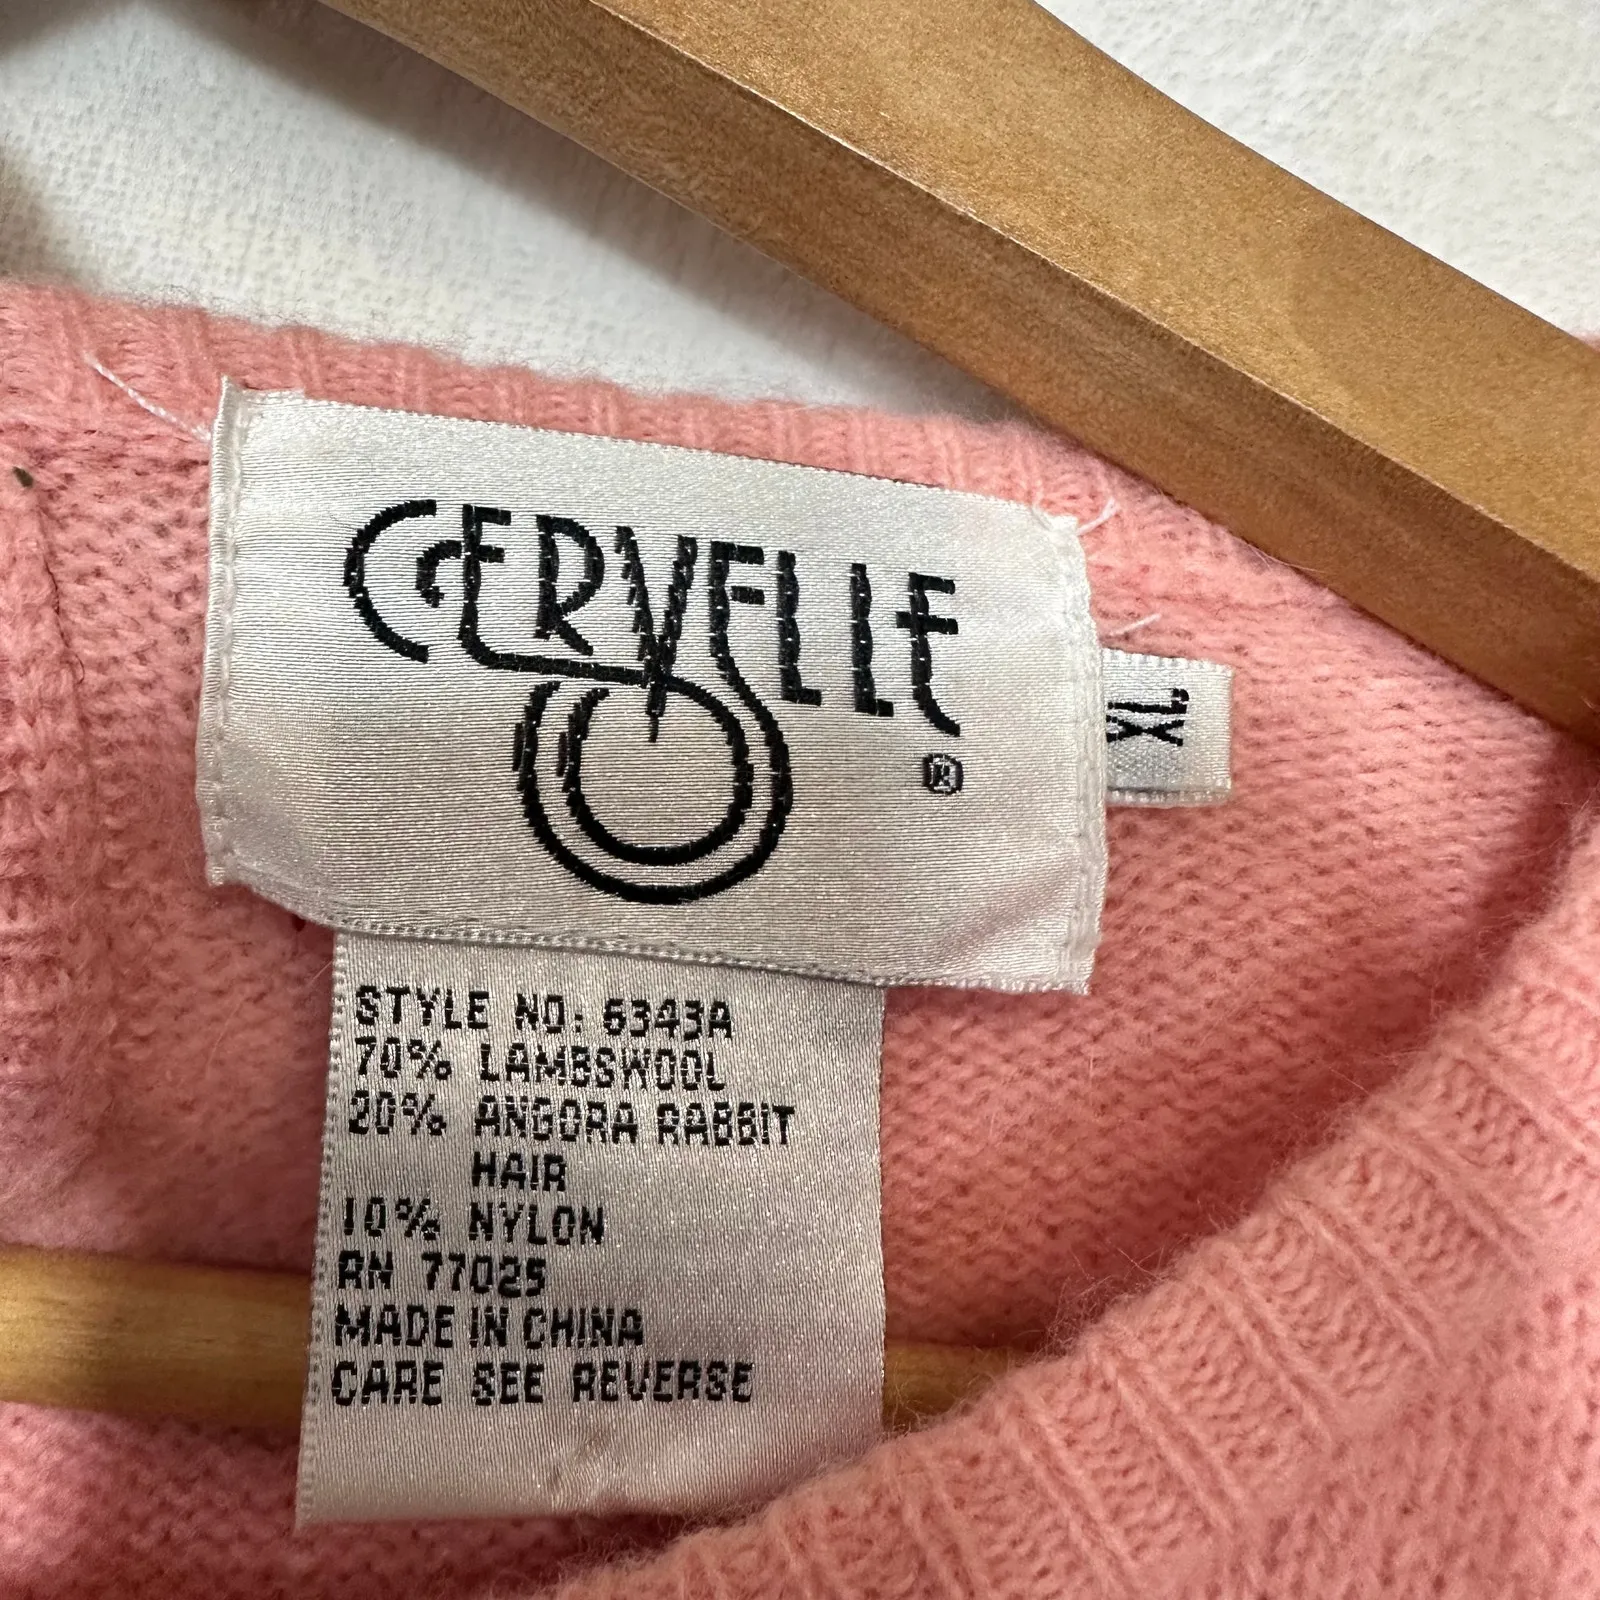 CERVELLE
®
XL
STYLE NO: 6343A
70% LAMBSWOOL
20% ANGORA RABBIT
HAIR
10% NYLON
RN 77025
MADE IN CHINA
CARE SEE REVERSE